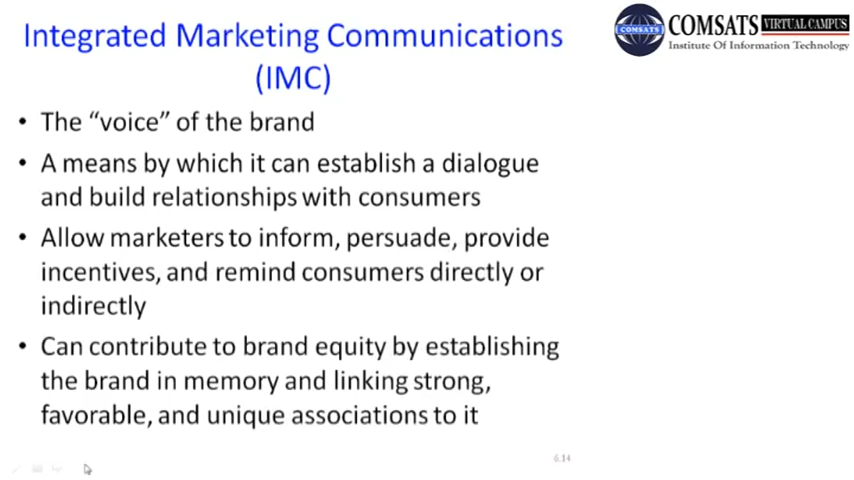 Integrated Marketing Communications
(IMC)
COMSATS VIRTUAL CAMPUS
COMSATS
Institute Of Information Technology
• The “voice” of the brand
• A means by which it can establish a dialogue
and build relationships with consumers
• Allow marketers to inform, persuade, provide
incentives, and remind consumers directly or
indirectly
• Can contribute to brand equity by establishing
the brand in memory and linking strong,
favorable, and unique associations to it
6.14